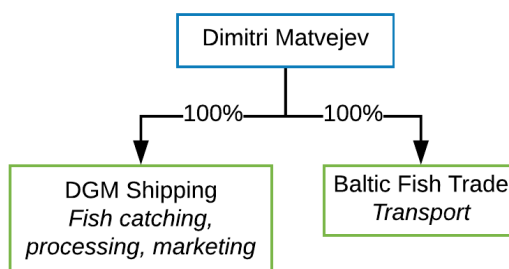 Dimitri Matvejev
100% 100%
DGM Shipping
Fish catching,
processing, marketing
Baltic Fish Trade
Transport